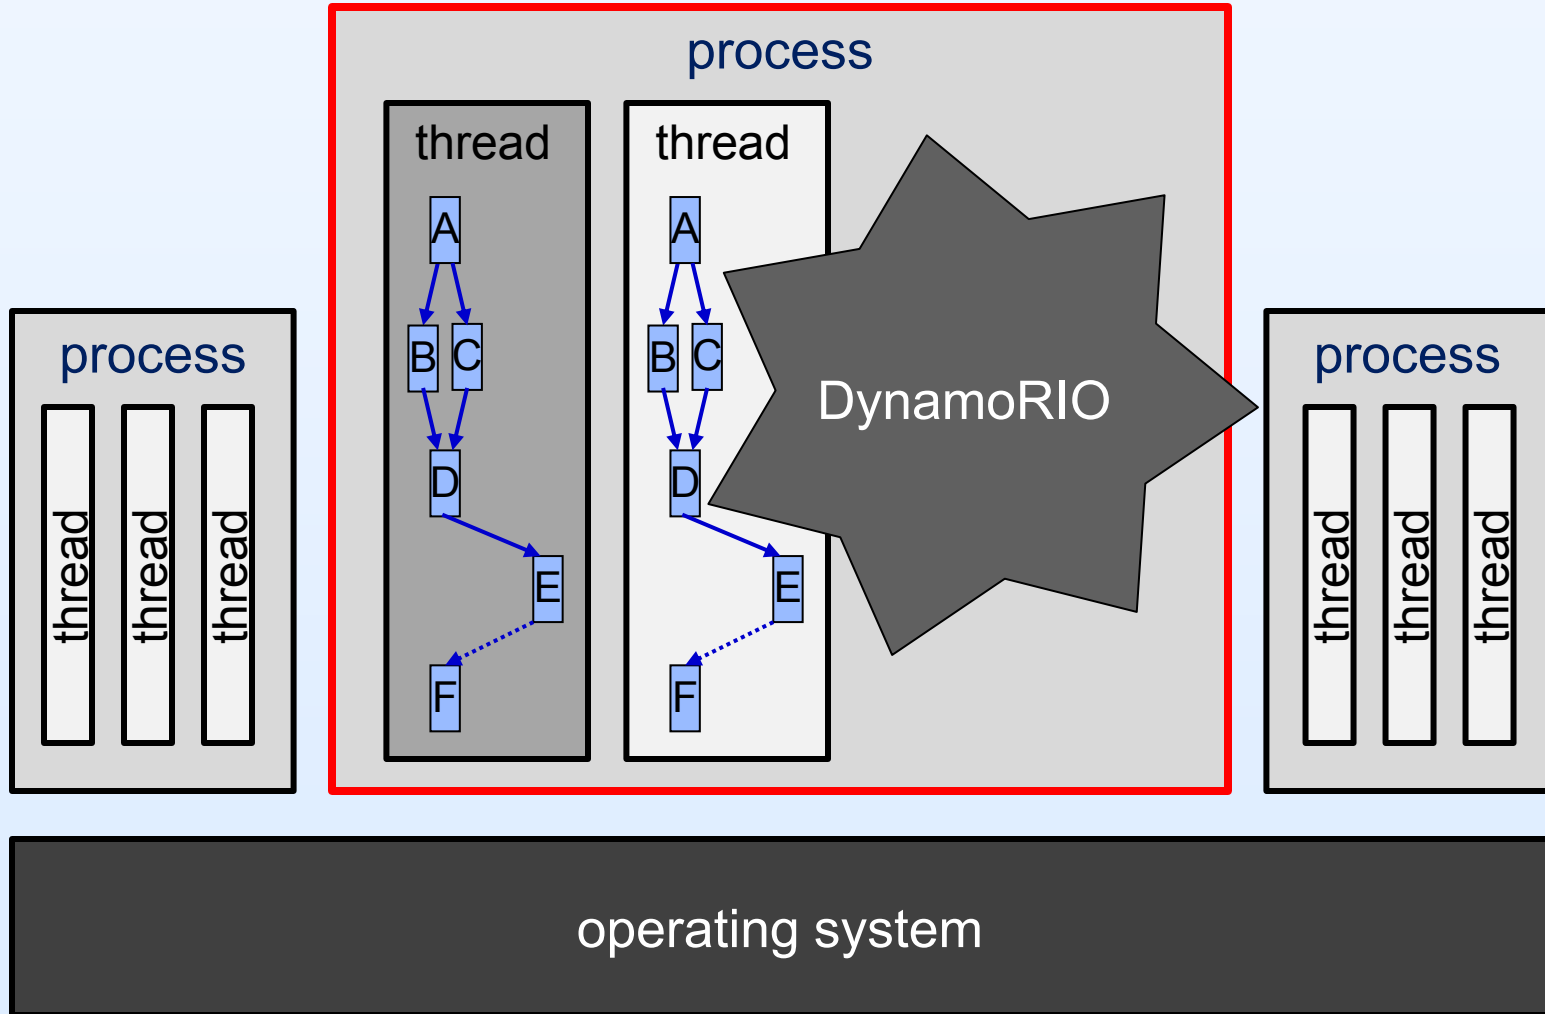 process
thread
A
B
C
D
E
F
thread
A
B
C
D
E
F
DynamoRIO
process
thread
thread
thread
process
thread
thread
thread
operating system